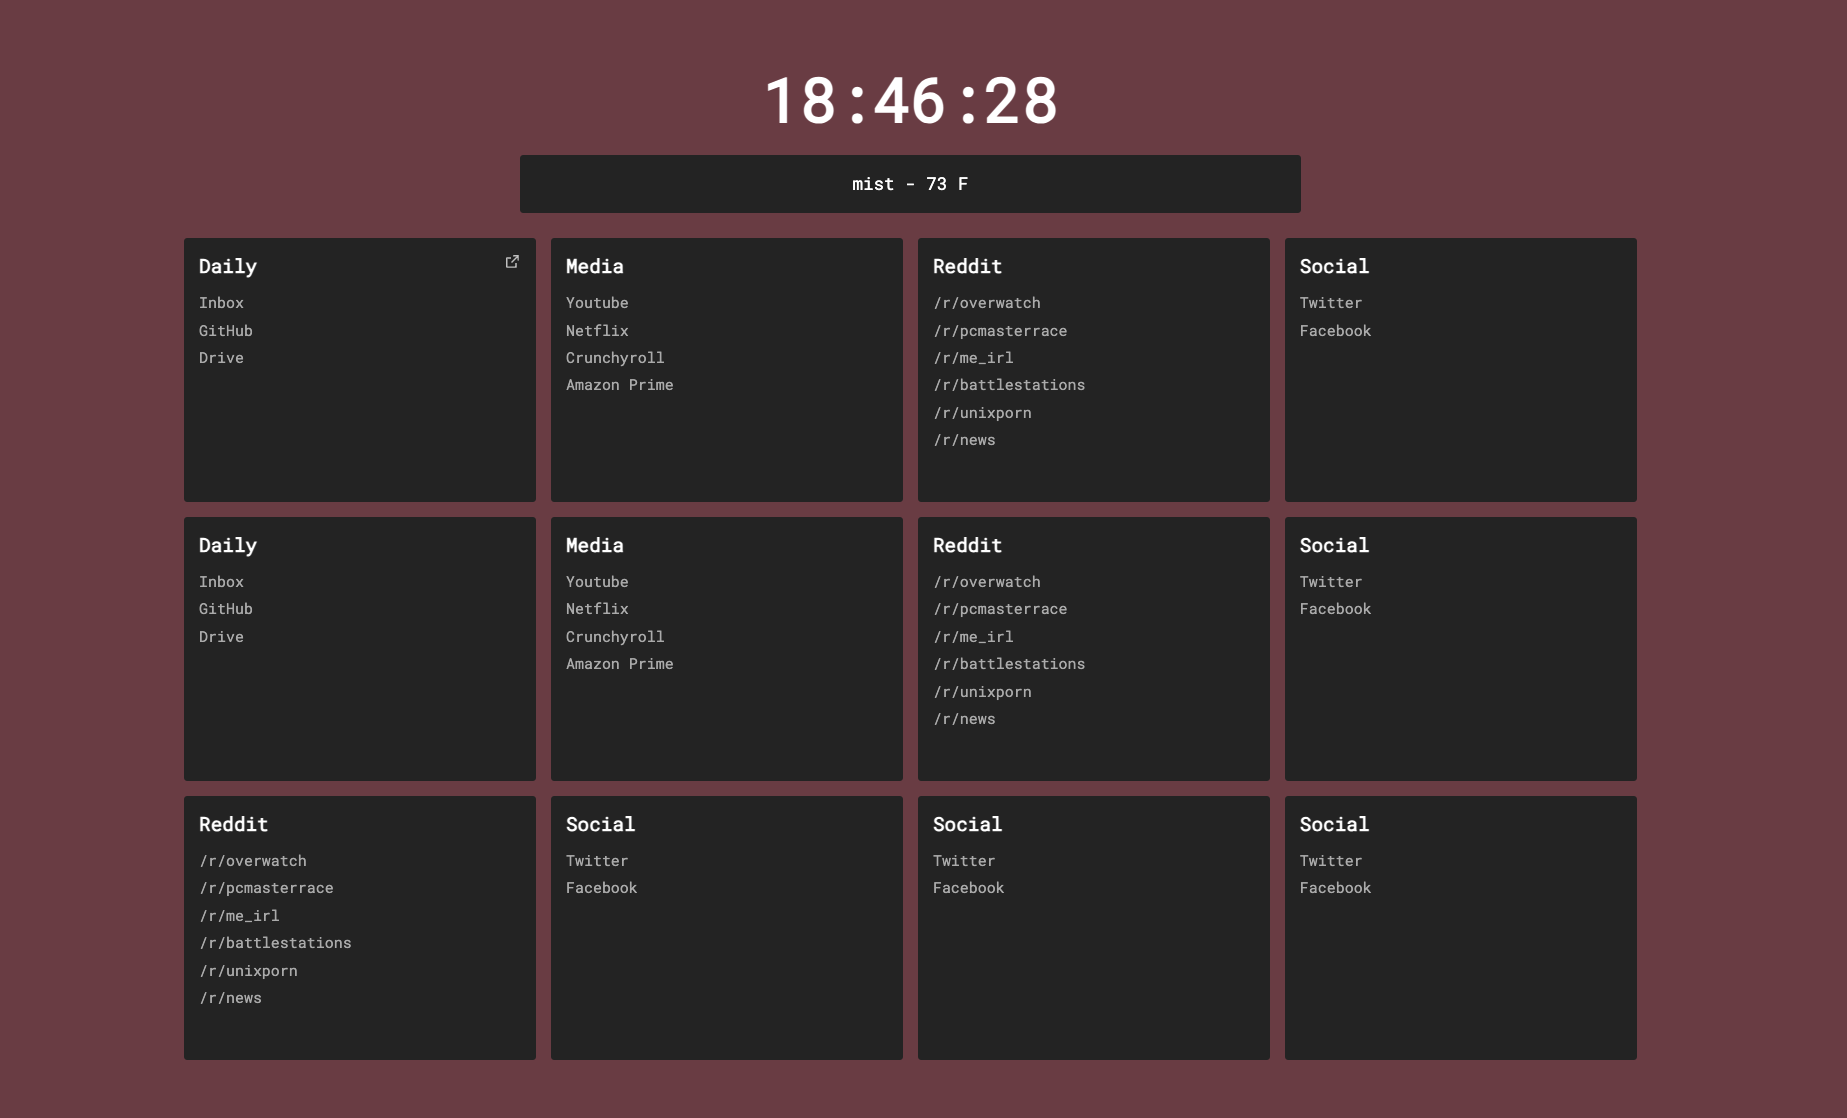 18:46:28
mist - 73 F
Daily
Inbox
GitHub
Drive
Media
Youtube
Netflix
Crunchyroll
Amazon Prime
Reddit
/r/overwatch
/r/pcmasterrace
/r/me_irl
/r/battlestations
/r/unixporn
/r/news
Social
Twitter
Facebook
Daily
Inbox
GitHub
Drive
Media
Youtube
Netflix
Crunchyroll
Amazon Prime
Reddit
/r/overwatch
/r/pcmasterrace
/r/me_irl
/r/battlestations
/r/unixporn
/r/news
Social
Twitter
Facebook
Reddit
/r/overwatch
/r/pcmasterrace
/r/me_irl
/r/battlestations
/r/unixporn
/r/news
Social
Twitter
Facebook
Social
Twitter
Facebook
Social
Twitter
Facebook